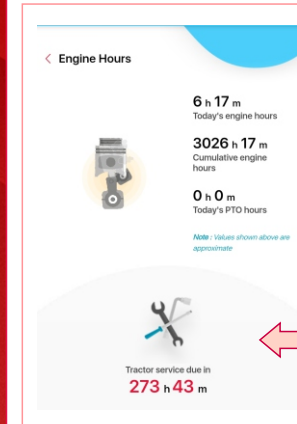 Engine Hours
6 h 17 m
Today's engine hours
3026 h 17 m
Cumulative engine
hours
0 h 0 m
Today's PTO hours
Note : Values shown above are
approximate
Tractor service due in
273 h 43 m